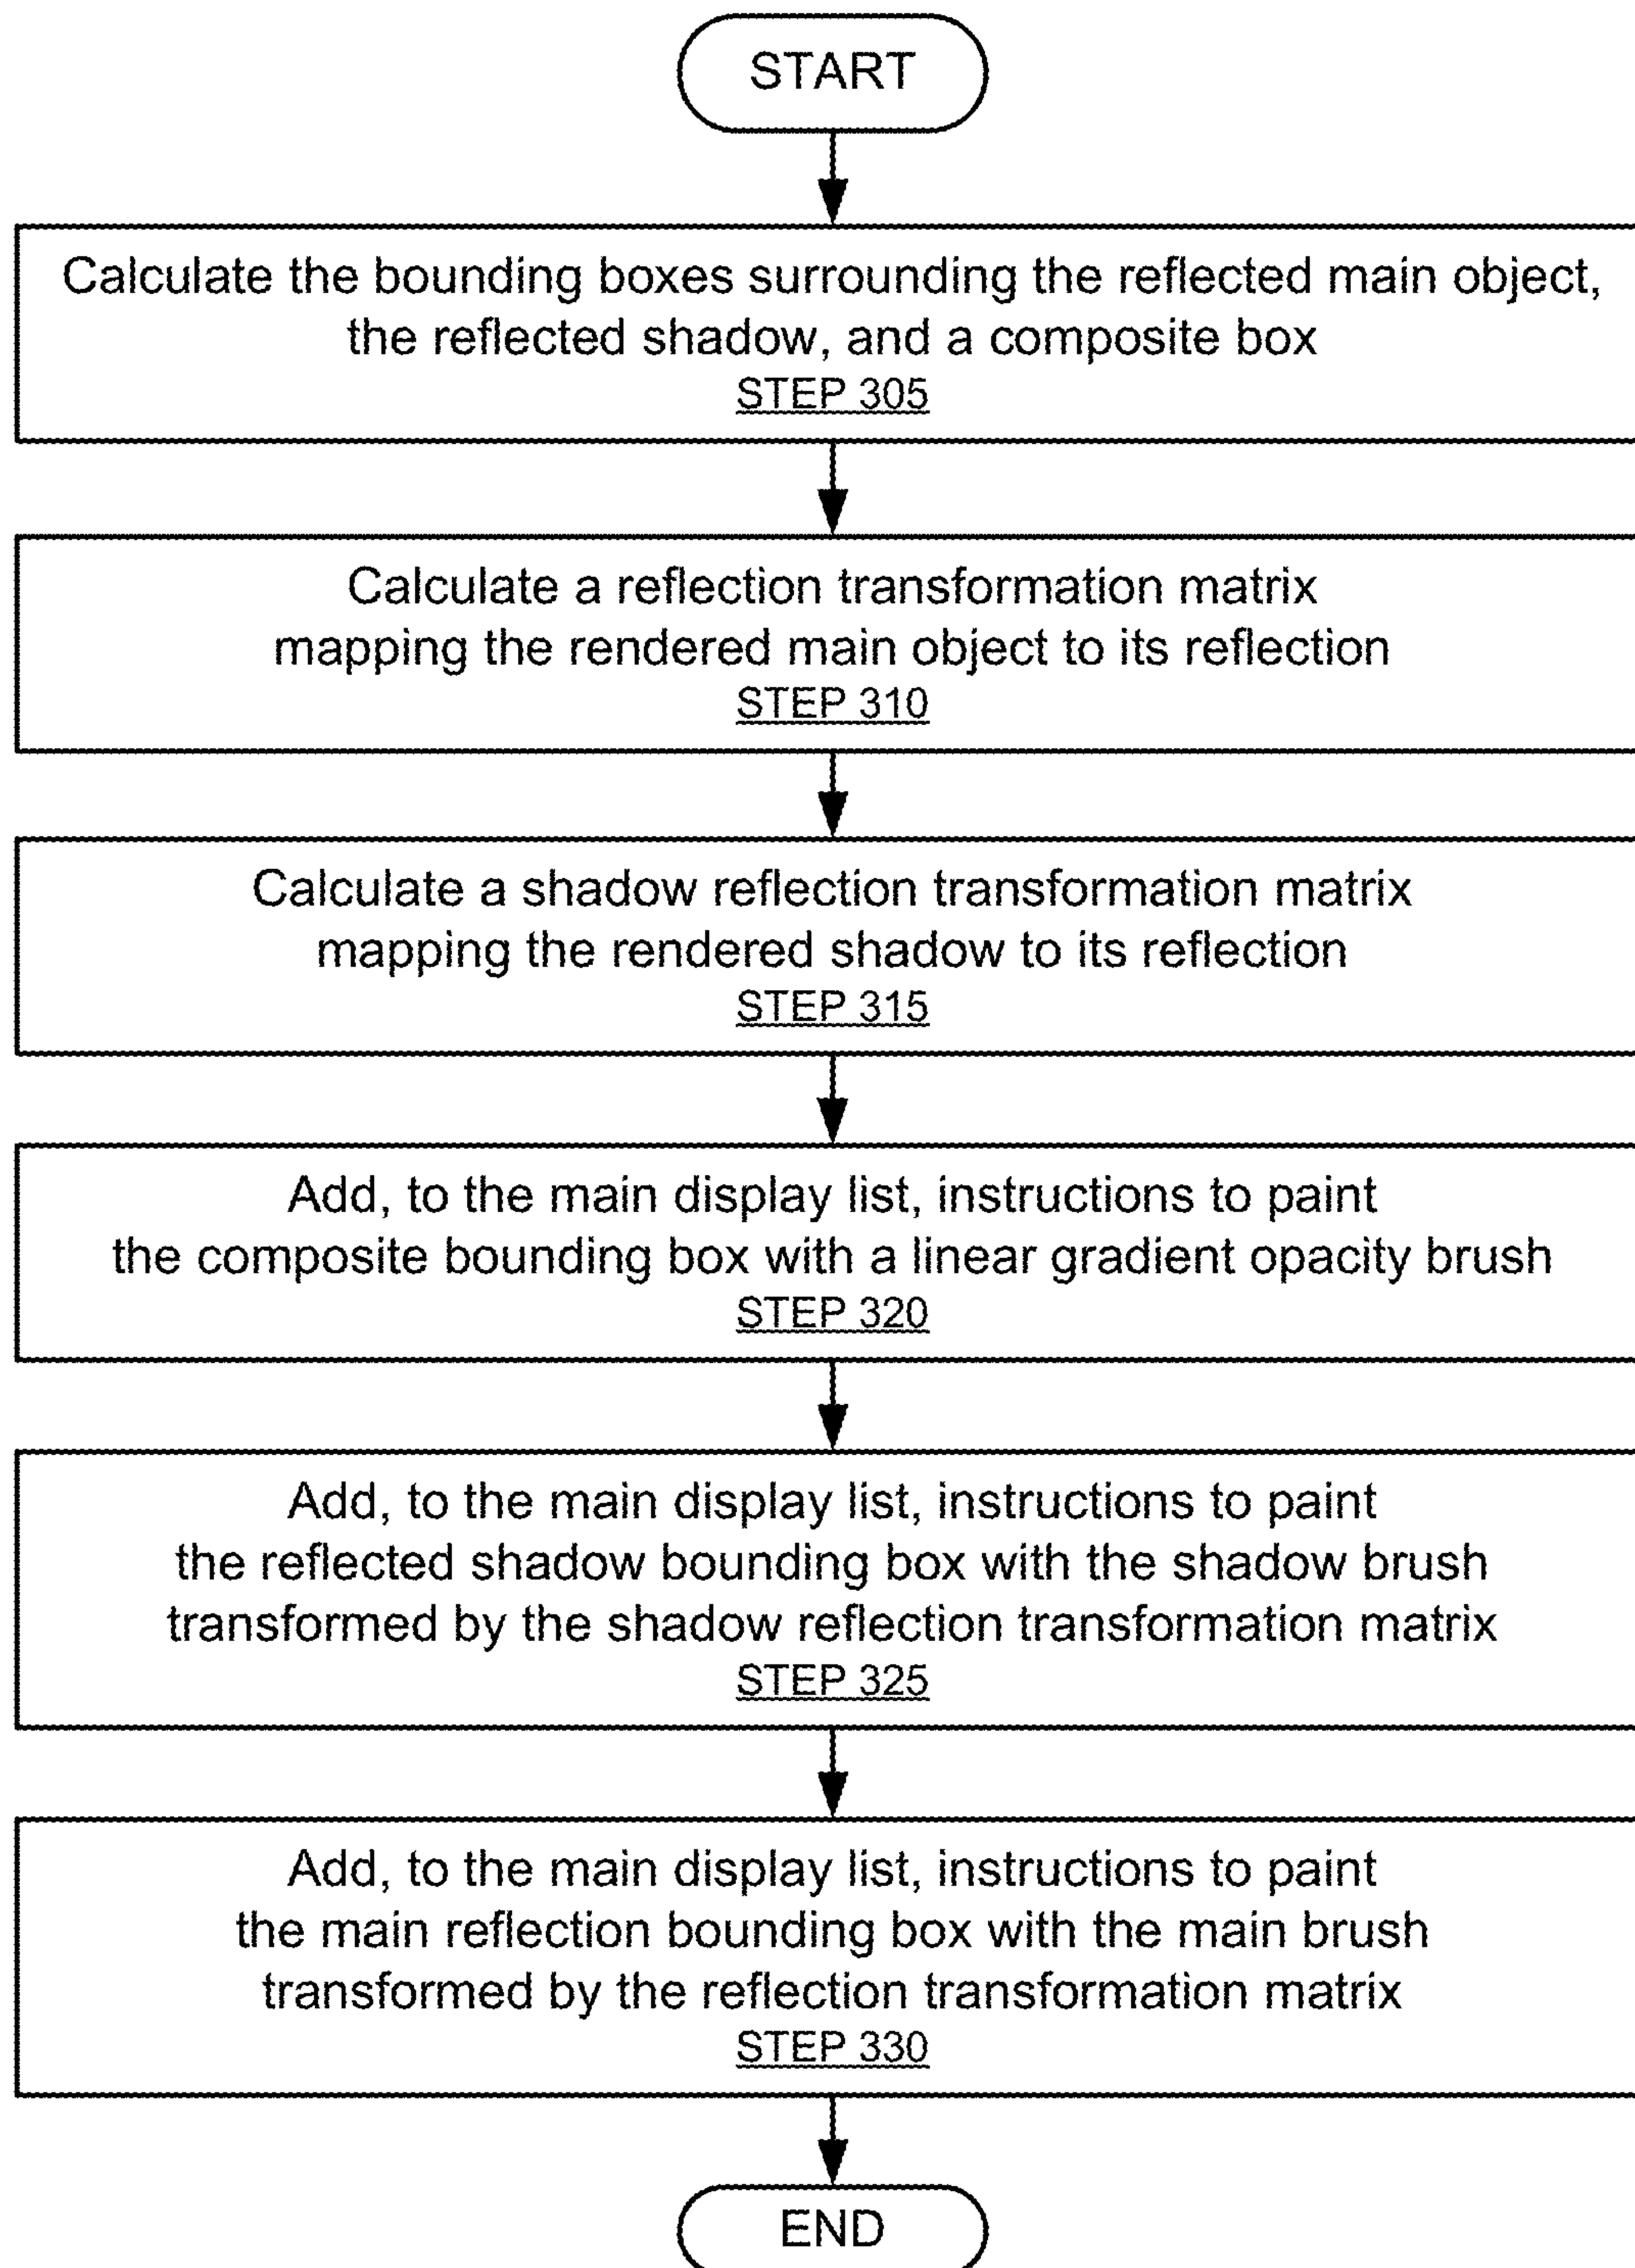 START
Calculate the bounding boxes surrounding the reflected main object,
the reflected shadow, and a composite box
STEP 305
Calculate a reflection transformation matrix
mapping the rendered main object to its reflection
STEP 310
Calculate a shadow reflection transformation matrix
mapping the rendered shadow to its reflection
STEP 315
Add, to the main display list, instructions to paint
the composite bounding box with a linear gradient opacity brush
STEP 320
Add, to the main display list, instructions to paint
the reflected shadow bounding box with the shadow brush
transformed by the shadow reflection transformation matrix
STEP 325
Add, to the main display list, instructions to paint
the main reflection bounding box with the main brush
transformed by the reflection transformation matrix
STEP 330
END